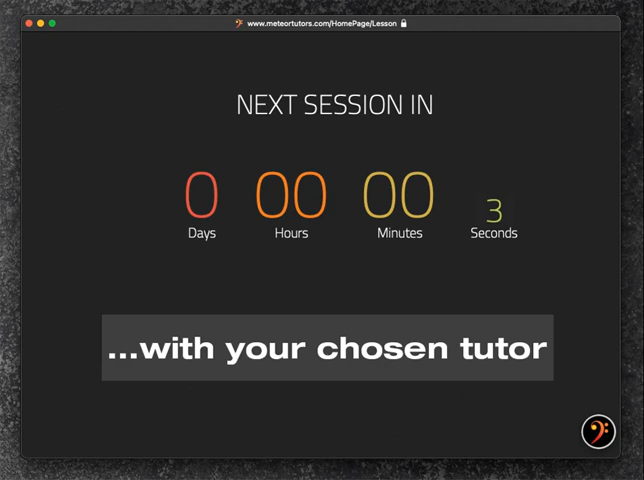 www.meteortutors.com/HomePage/Lesson
NEXT SESSION IN
0 00 00 3
Days Hours Minutes Seconds
...with your chosen tutor